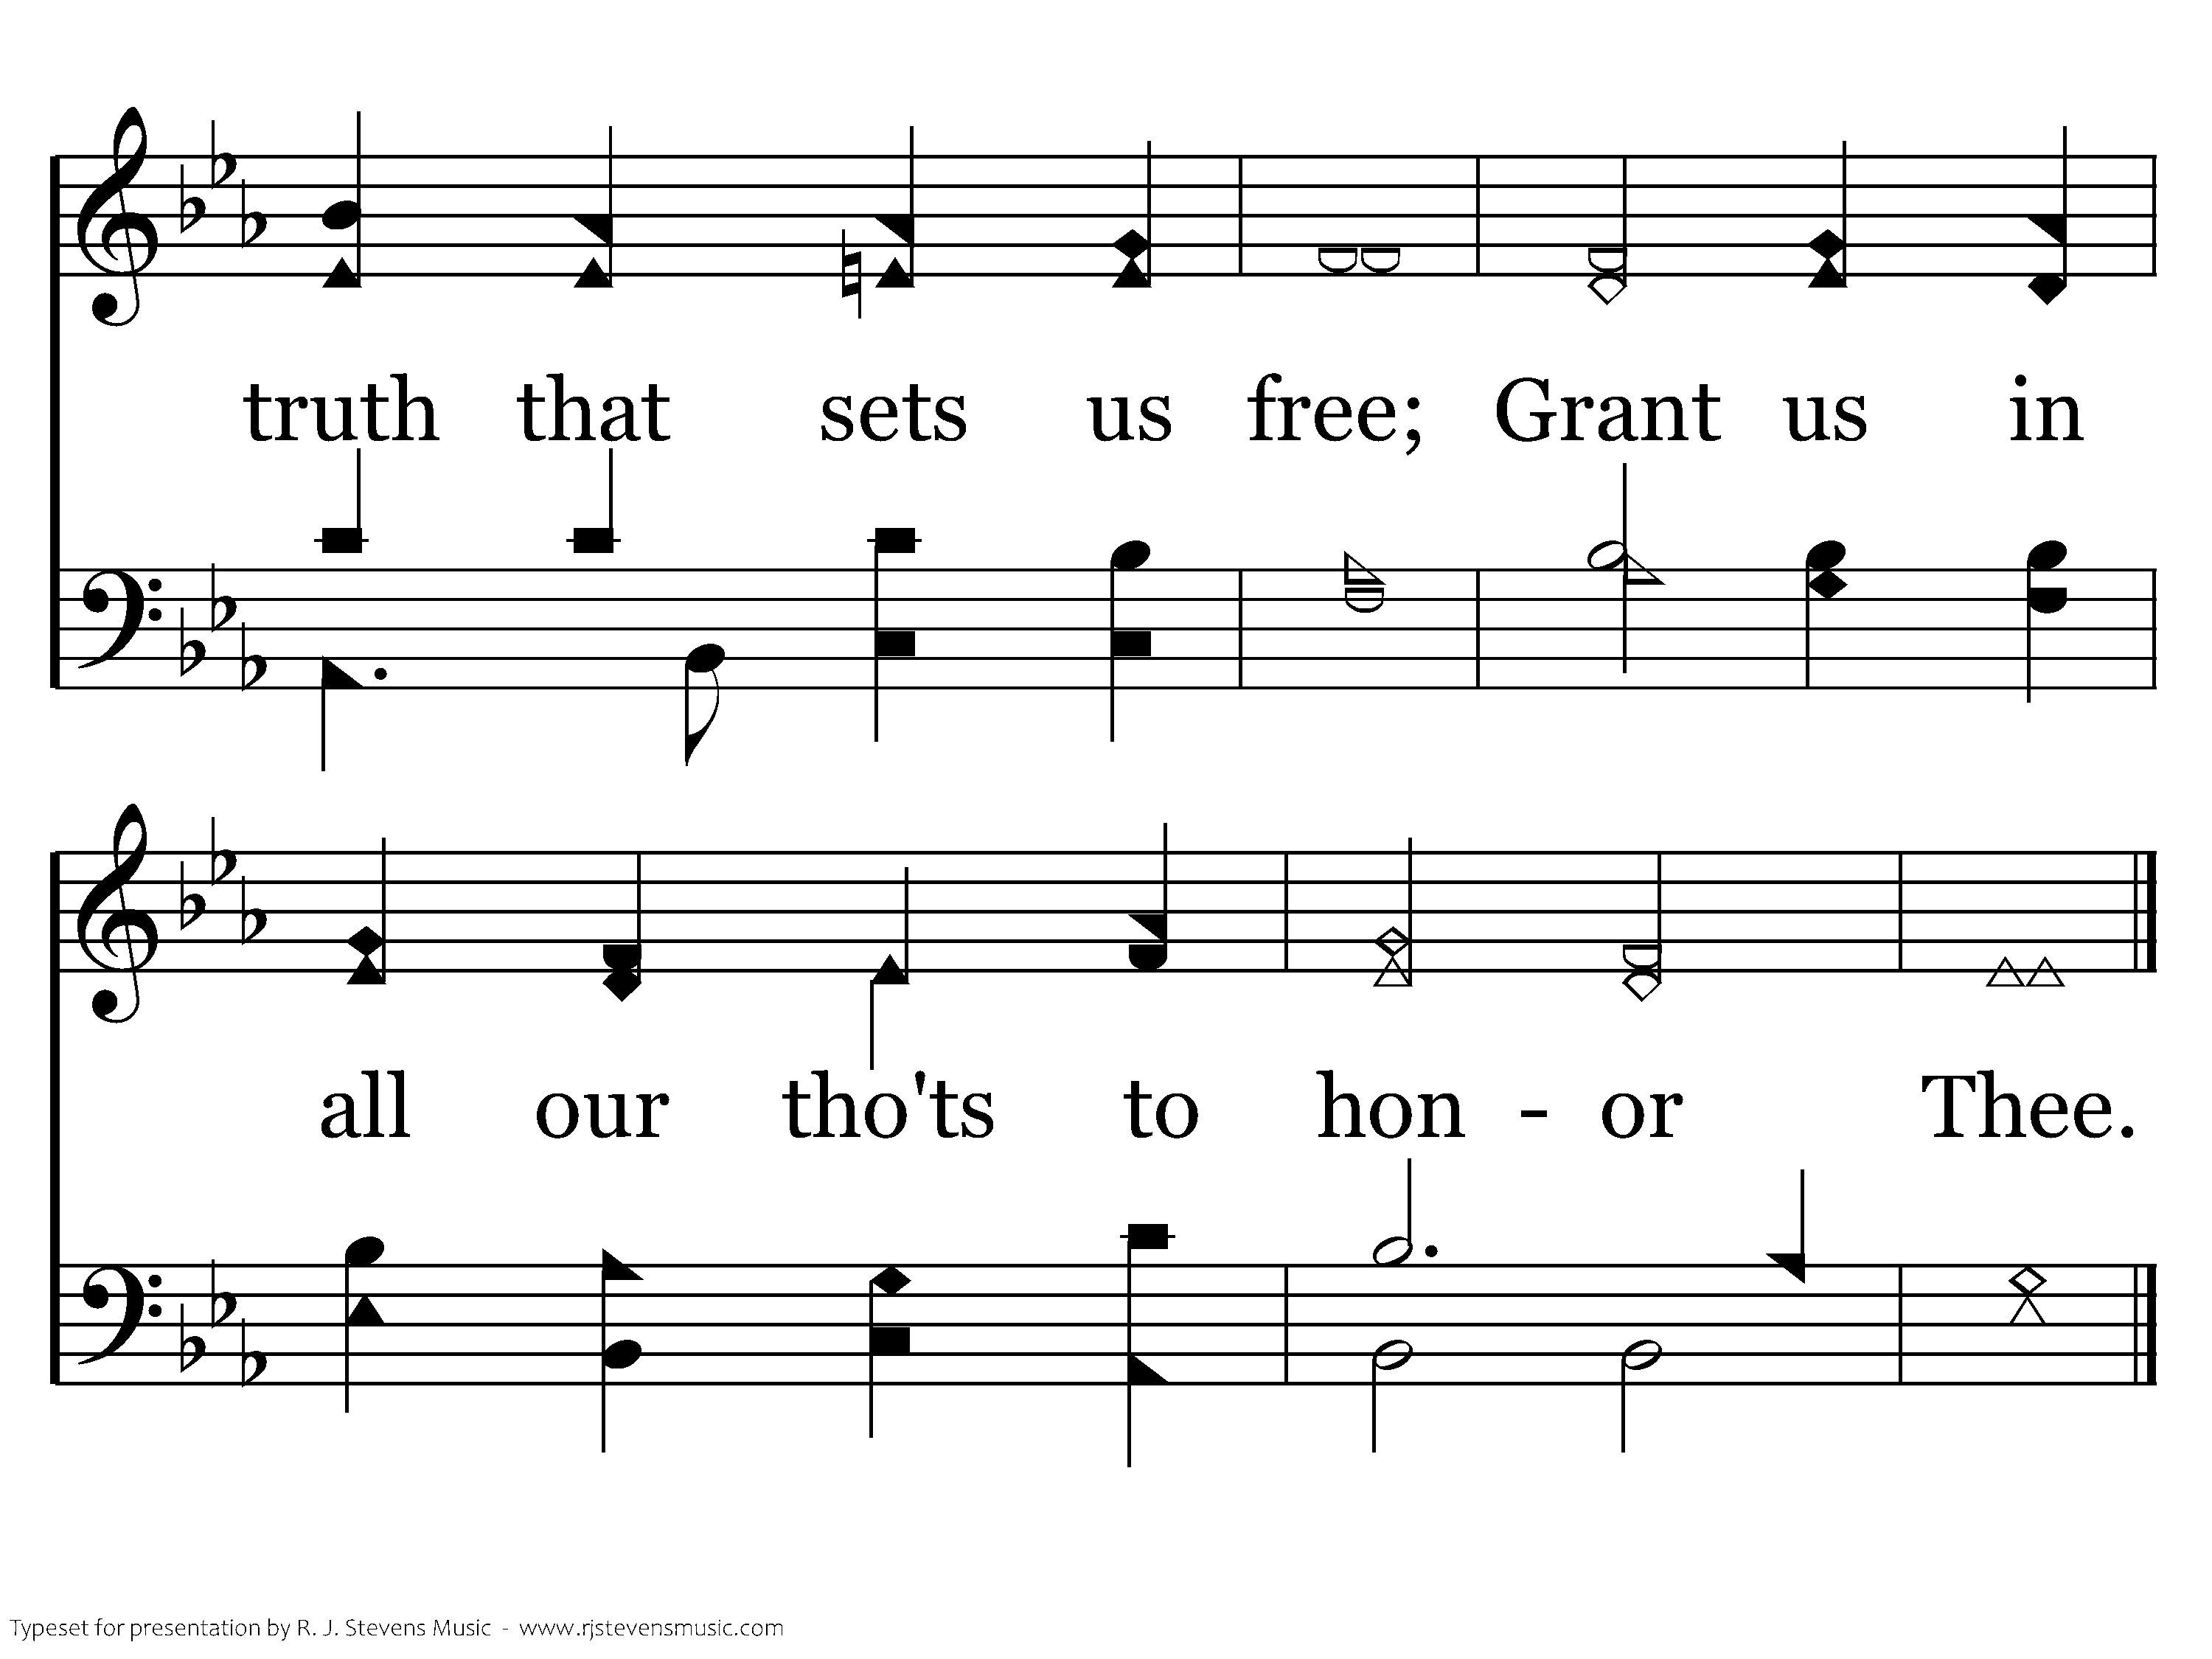 truth that sets us free; Grant us in
all our tho'ts to hon - or Thee.
Typeset for presentation by R. J. Stevens Music - www.rjstevensmusic.com